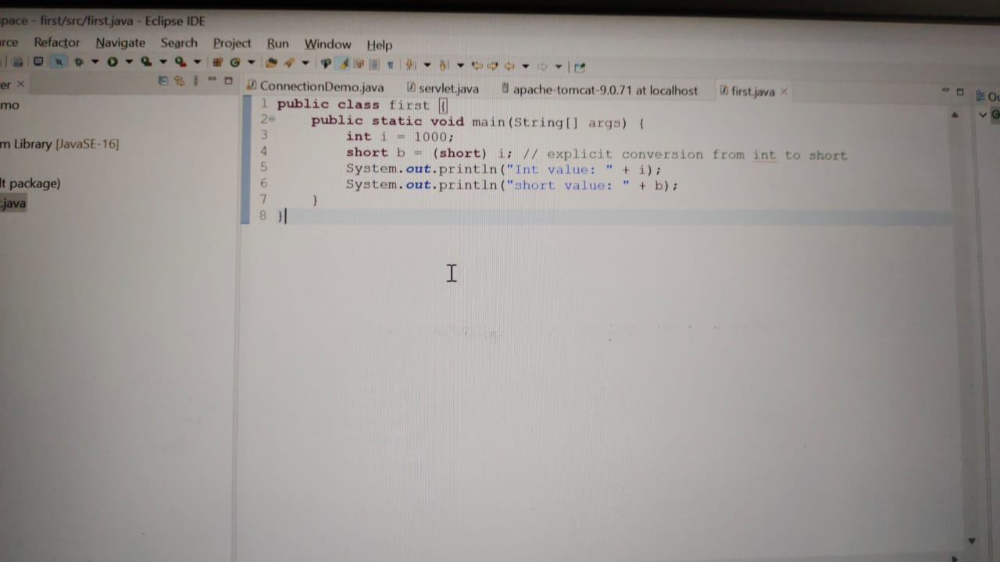 space - first/src/first.java - Eclipse IDE
rce Refactor Navigate Search Project Run Window Help
er
ConnectionDemo.java servlet.java apache-tomcat-9.0.71 at localhost first.java Ou
mo
m Library [JavaSE-16]
lt package)
.java
1 public class first {
2 public static void main(String[] args) {
3 int i = 1000;
4 short b = (short) i; // explicit conversion from int to short
5 System.out.println("Int value: " + i);
6 System.out.println("short value: " + b);
7 }
8 }